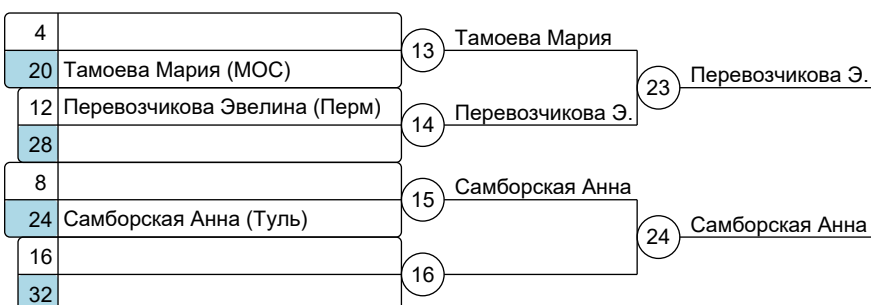 4
13 Тамоева Мария
20 Тамоева Мария (МОС)
23 Перевозчикова Э.
12 Перевозчикова Эвелина (Перм)
14 Перевозчикова Э.
28
8
15 Самборская Анна
24 Самборская Анна (Туль)
24 Самборская Анна
16
16
32